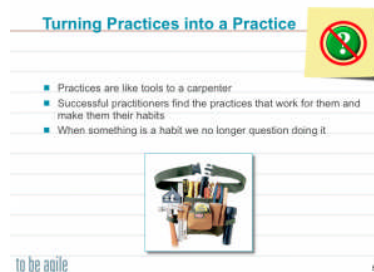 Turning Practices into a Practice
Practices are like tools to a carpenter
Successful practitioners find the practices that work for them and
make them their habits
When something is a habit we no longer question doing it
to be agile